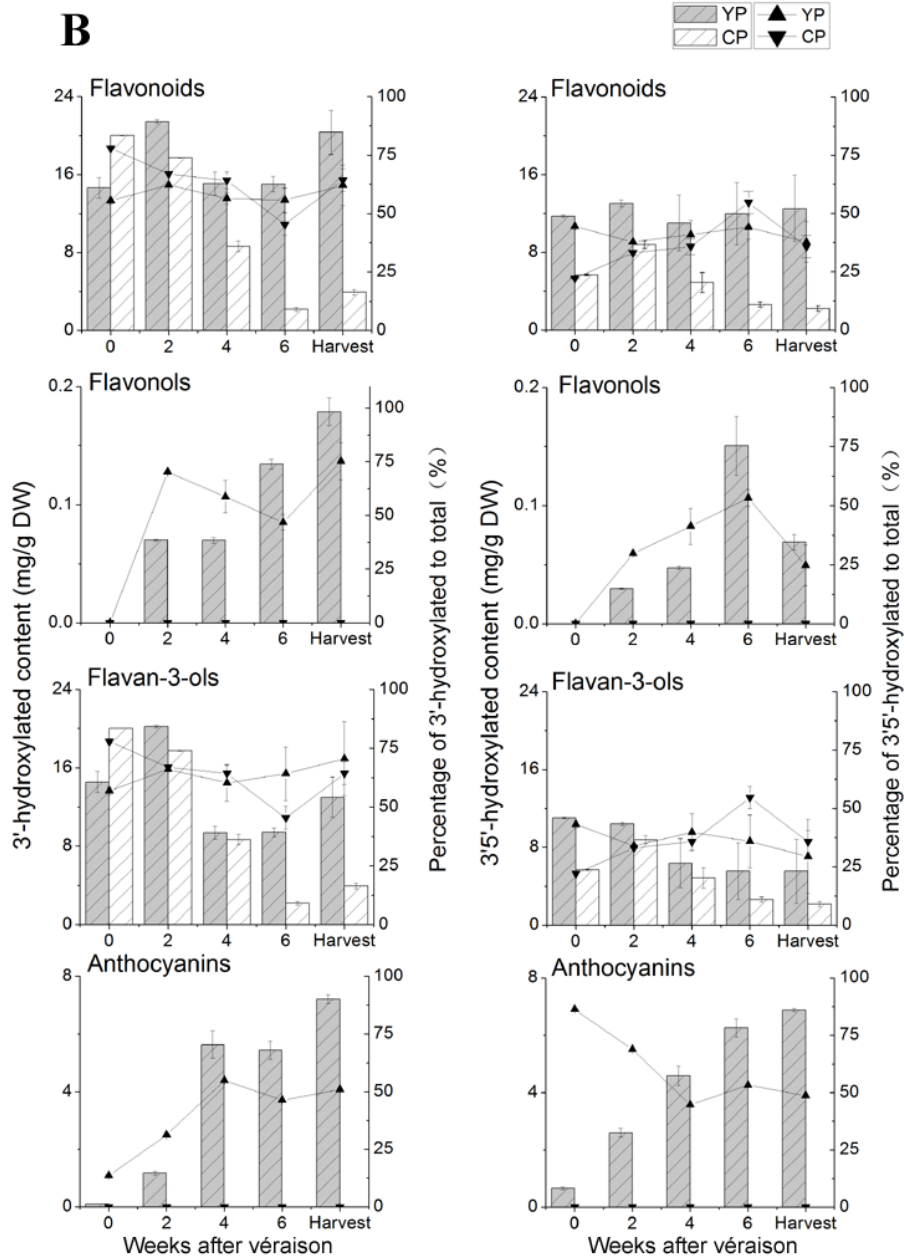 B
YP YP
CP CP
Flavonoids
24
16
8
0
100
75
50
25
0
0 2 4 6 Harvest
Flavonoids
24
16
8
0
100
75
50
25
0
0 2 4 6 Harvest
Flavonols
0.2
0.1
0.0
100
75
50
25
0
0 2 4 6 Harvest
Flavonols
0.2
0.1
0.0
100
75
50
25
0
0 2 4 6 Harvest
3'-hydroxylated content (mg/g DW)
Percentage of 3'-hydroxylated to total (%)
3'5'-hydroxylated content (mg/g DW)
Percentage of 3'5'-hydroxylated to total (%)
Flavan-3-ols
24
16
8
0
100
75
50
25
0
0 2 4 6 Harvest
Flavan-3-ols
24
16
8
0
100
75
50
25
0
0 2 4 6 Harvest
Anthocyanins
8
4
0
100
75
50
25
0
0 2 4 6 Harvest
Weeks after véraison
Anthocyanins
8
4
0
100
75
50
25
0
0 2 4 6 Harvest
Weeks after véraison